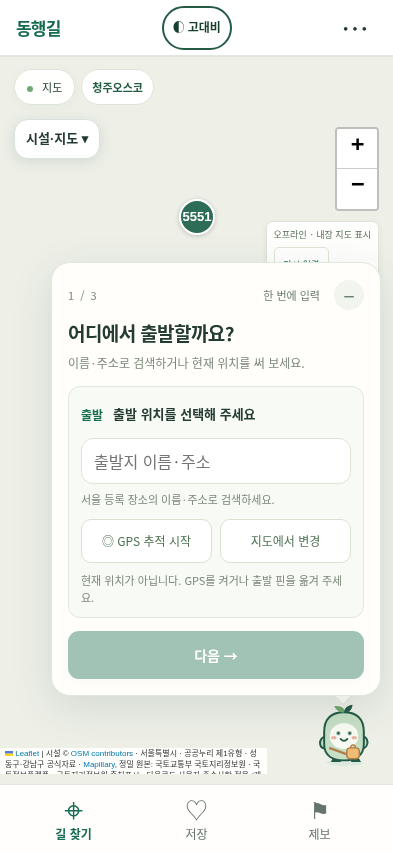 동행길
◐ 고대비
•••
지도
청주오스코
시설·지도 ▾
+
−
5551
오프라인 · 내장 지도 표시
1 / 3
한 번에 입력
–
어디에서 출발할까요?
이름·주소로 검색하거나 현재 위치를 써 보세요.
출발 출발 위치를 선택해 주세요
출발지 이름·주소
서울 등록 장소의 이름·주소로 검색하세요.
◎ GPS 추적 시작
지도에서 변경
현재 위치가 아닙니다. GPS를 켜거나 출발 핀을 옮겨 주세
요.
다음 →
Leaflet | 시설 © OSM contributors · 서울특별시 · 공공누리 제1유형 · 성
동구·강남구 공식자료 · Mapillary, 정밀 원본: 국토교통부 국토지리정보원 · 국
길 찾기
저장
제보